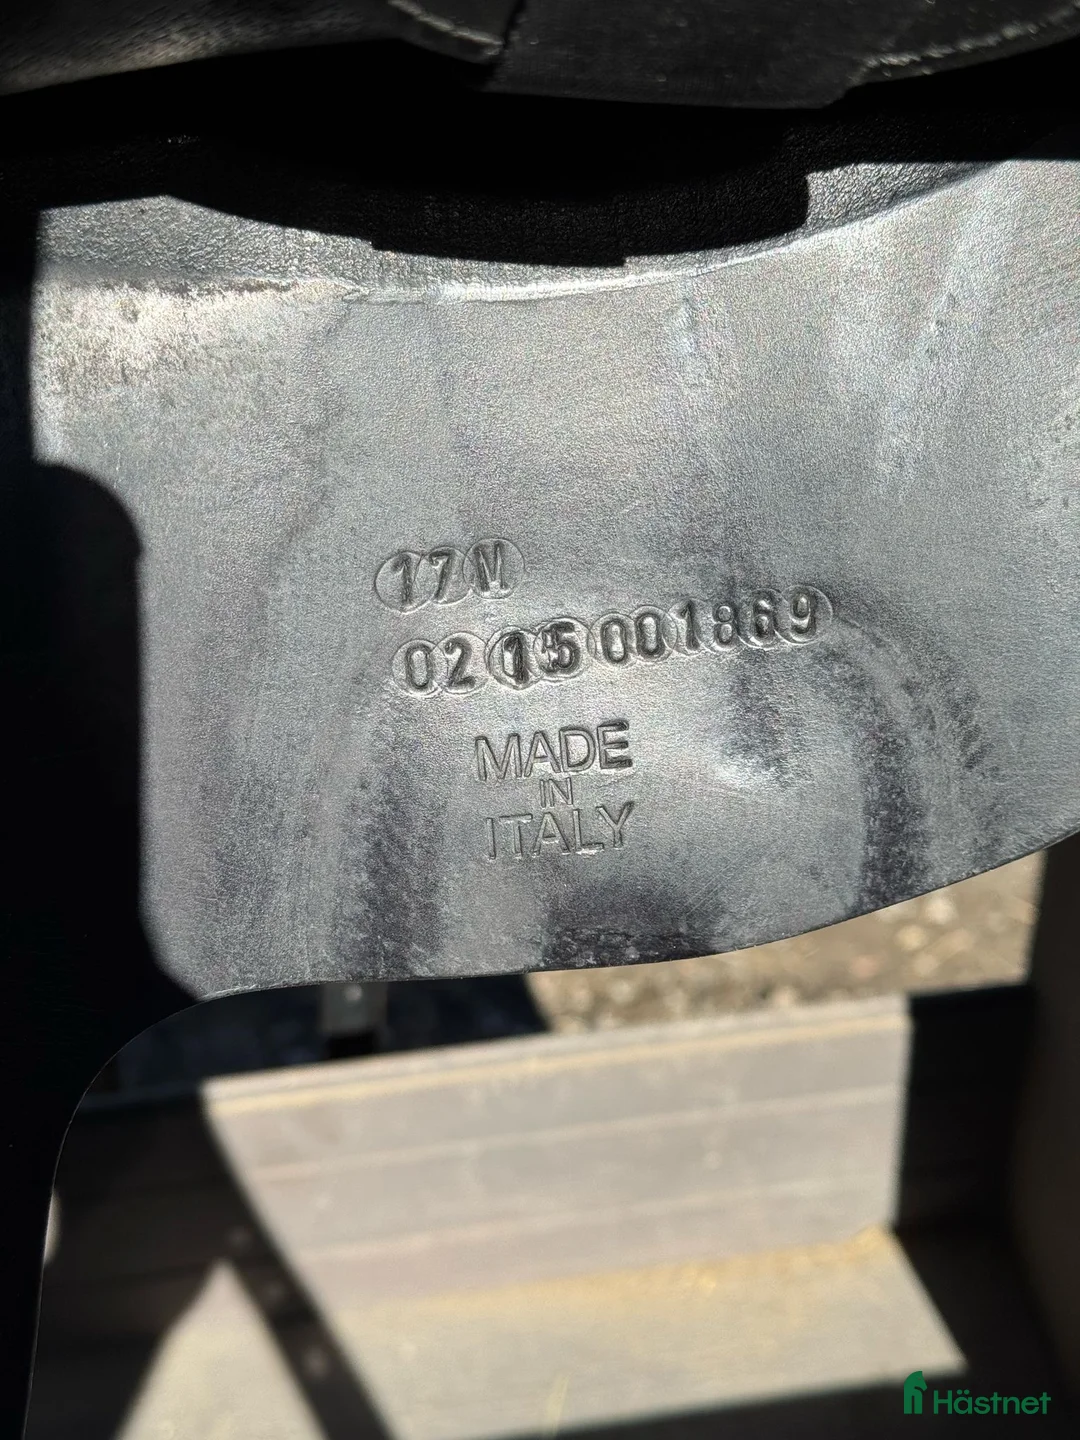 17M
0215001869
MADE
IN
ITALY
Hästnet